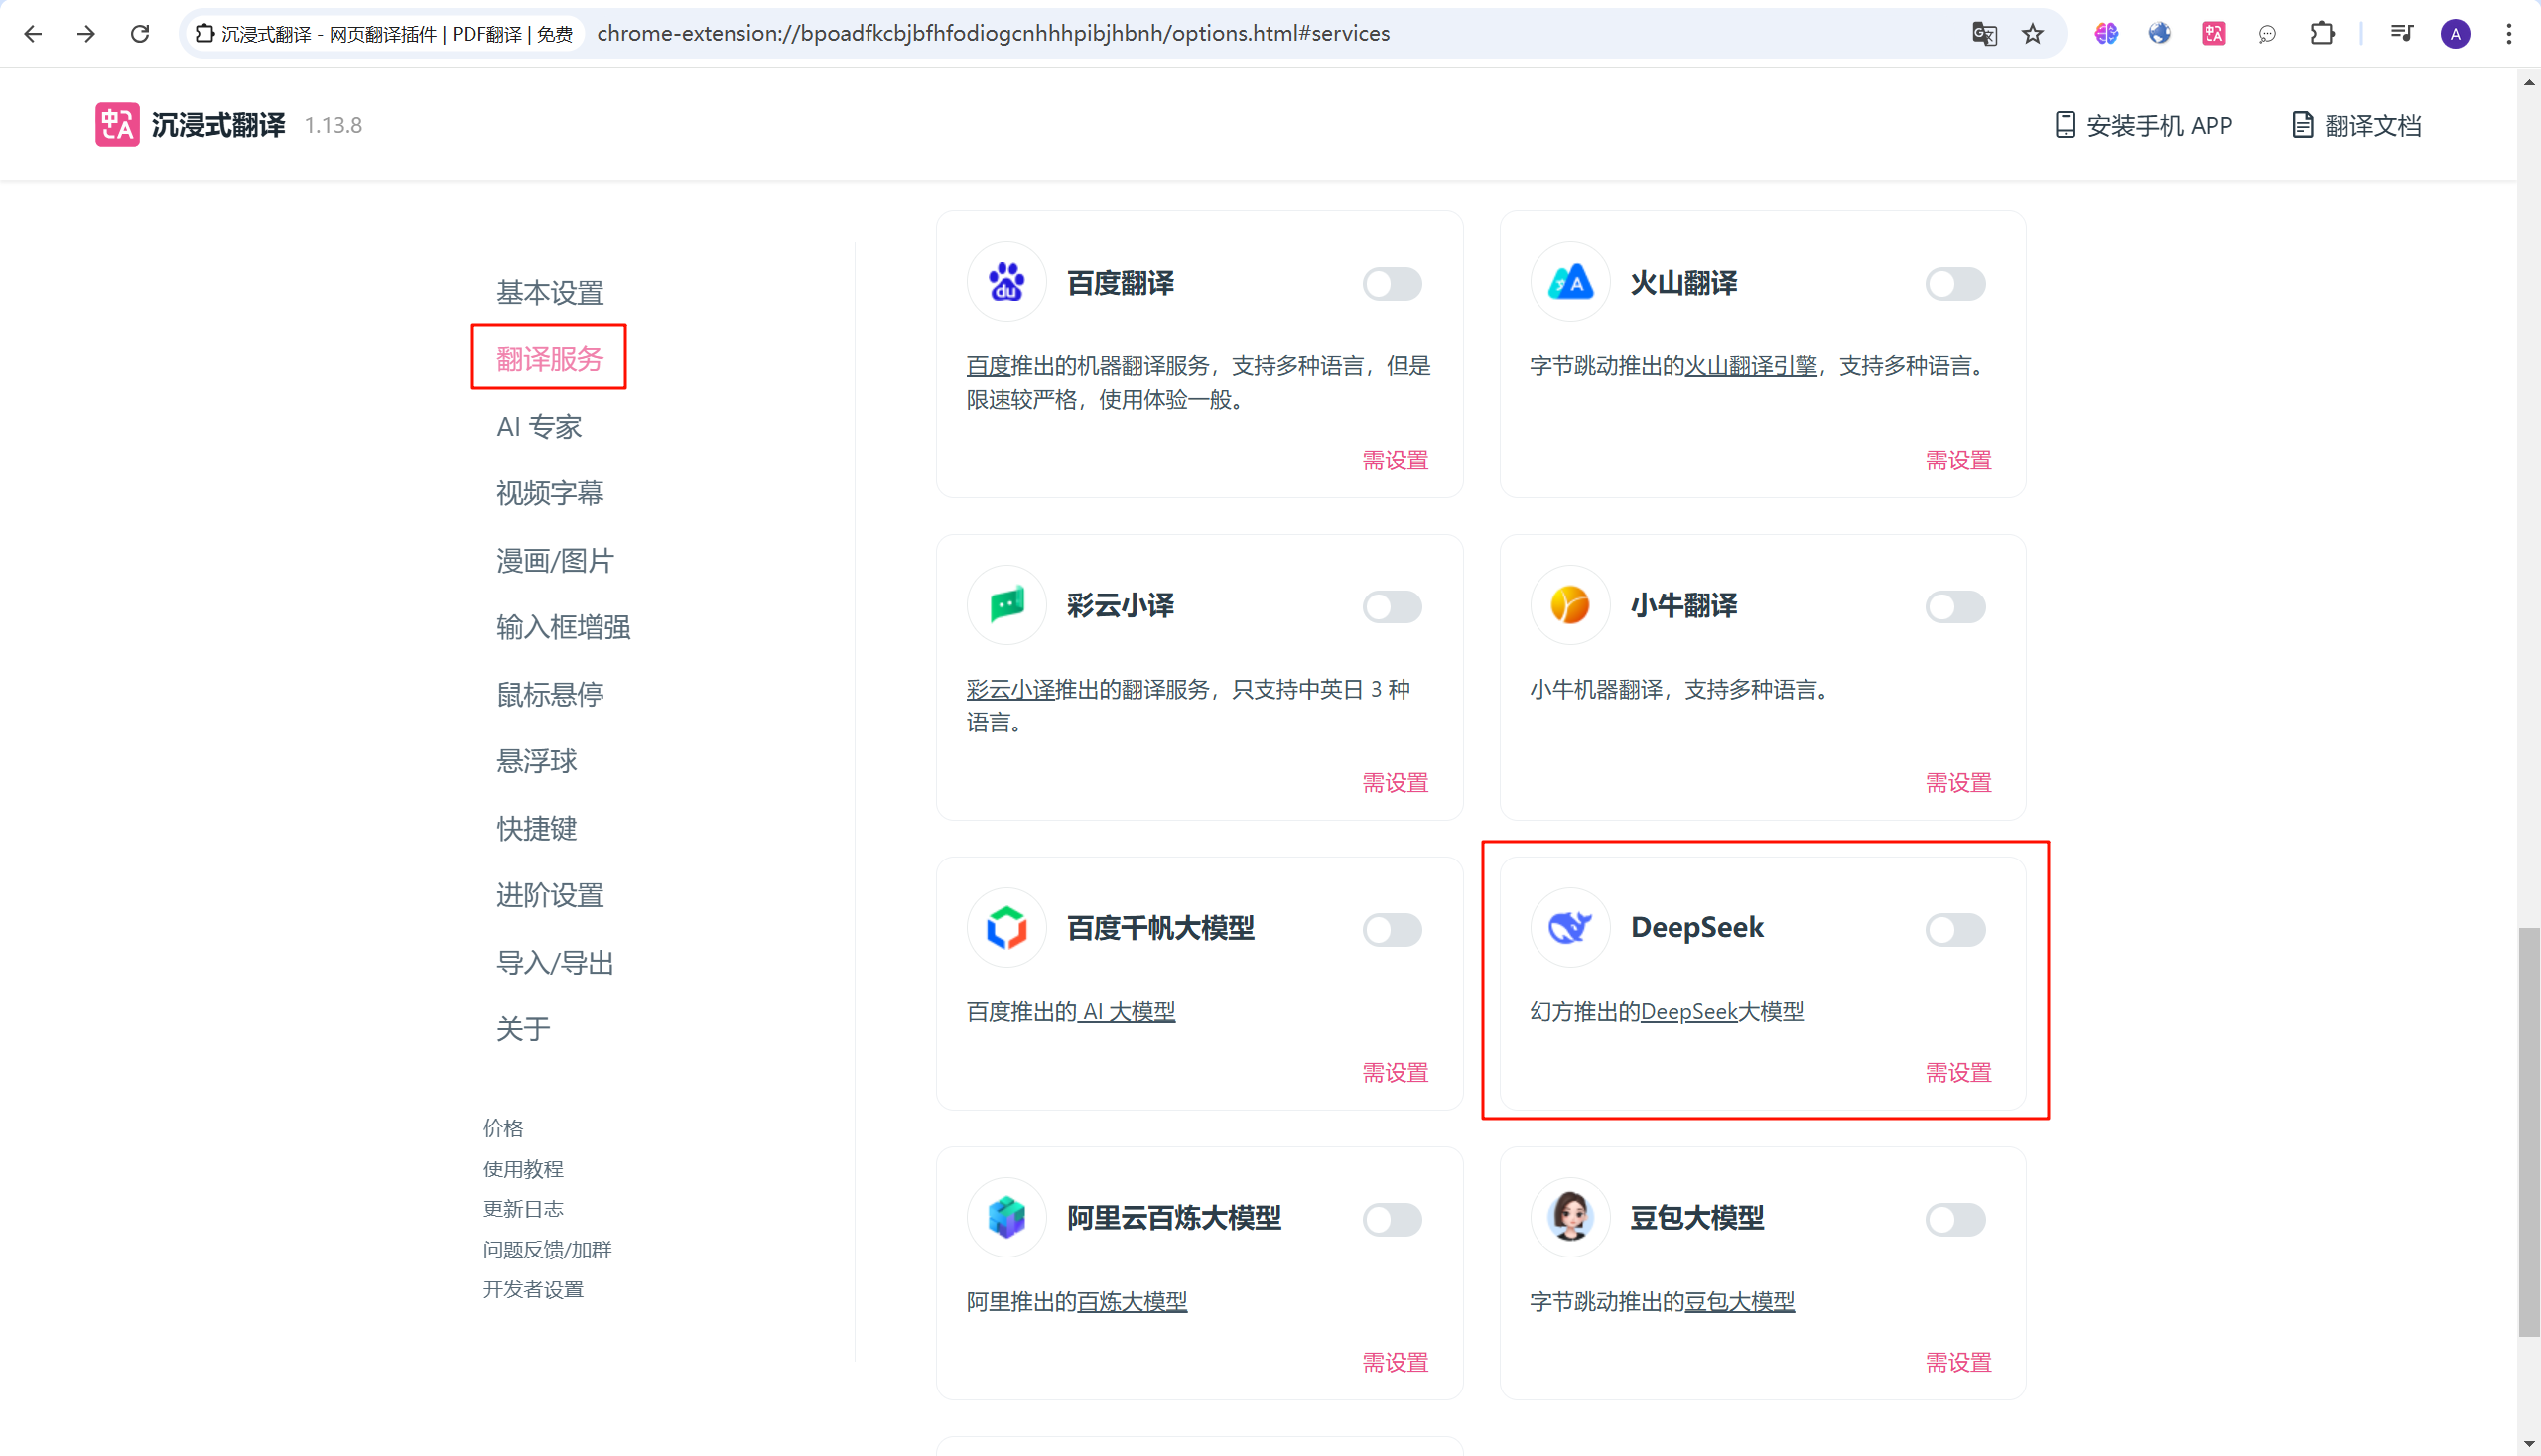 沉浸式翻译 - 网页翻译插件 | PDF翻译 | 免费
chrome-extension://bpoadfkcbjbfhfodiogcnhhhpibjhbnh/options.html#services
A
沉浸式翻译 1.13.8
安装手机 APP
翻译文档
基本设置
翻译服务
AI 专家
视频字幕
漫画/图片
输入框增强
鼠标悬停
悬浮球
快捷键
进阶设置
导入/导出
关于
价格
使用教程
更新日志
问题反馈/加群
开发者设置
百度翻译
百度推出的机器翻译服务，支持多种语言，但是
限速较严格，使用体验一般。
需设置
火山翻译
字节跳动推出的火山翻译引擎，支持多种语言。
需设置
彩云小译
彩云小译推出的翻译服务，只支持中英日 3 种
语言。
需设置
小牛翻译
小牛机器翻译，支持多种语言。
需设置
百度千帆大模型
百度推出的 AI 大模型
需设置
DeepSeek
幻方推出的DeepSeek大模型
需设置
阿里云百炼大模型
阿里推出的百炼大模型
需设置
豆包大模型
字节跳动推出的豆包大模型
需设置